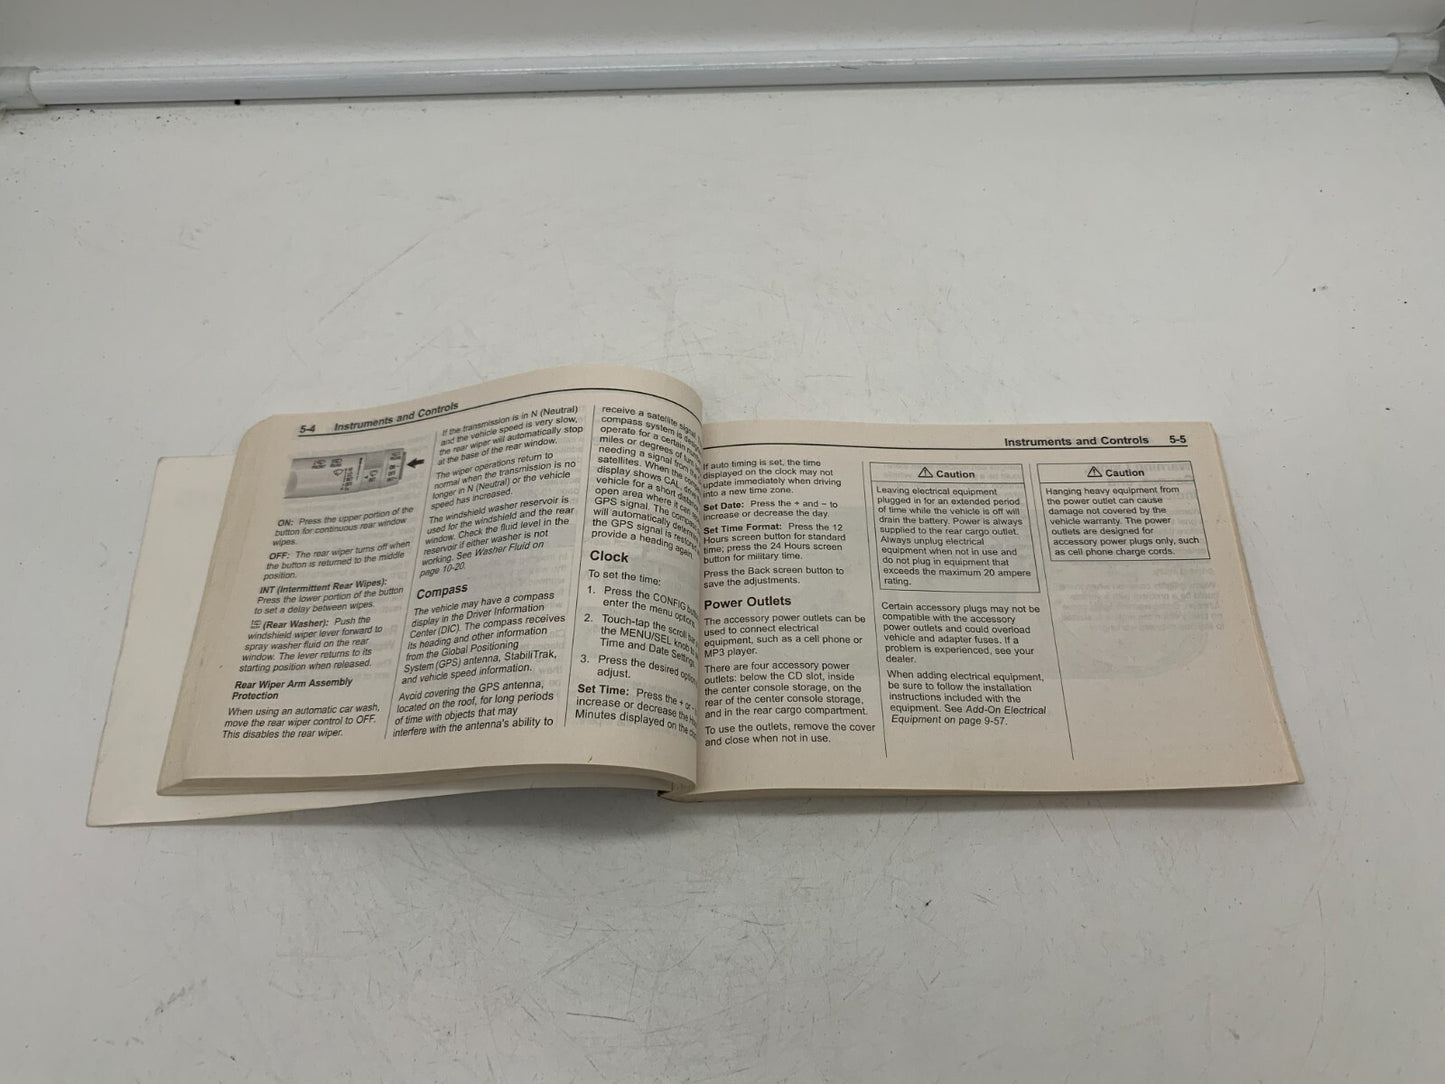 5-4 Instruments and Controls
ON: Press the upper portion of the
button for continuous rear window
wipes.
OFF: The rear wiper turns off when
the button is returned to the middle
position.
INT (Intermittent Rear Wipes):
Press the lower portion of the button
to set a delay between wipes.
(Rear Washer): Push the
windshield wiper lever forward to
spray washer fluid on the rear
window. The lever returns to its
starting position when released.
Rear Wiper Arm Assembly
Protection
When using an automatic car wash,
move the rear wiper control to OFF.
This disables the rear wiper.
If the transmission is in N (Neutral)
and the vehicle speed is very slow,
the rear wiper will automatically stop
at the base of the rear window.
The wiper operations return to
normal when the transmission is no
longer in N (Neutral) or the vehicle
speed has increased.
The windshield washer reservoir is
used for the windshield and the rear
window. Check the fluid level in the
reservoir if either washer is not
working. See Washer Fluid on
page 10-20.
Compass
The vehicle may have a compass
display in the Driver Information
Center (DIC). The compass receives
its heading and other information
from the Global Positioning
System (GPS) antenna, StabiliTrak,
and vehicle speed information.
Avoid covering the GPS antenna,
located on the roof, for long periods
of time with objects that may
interfere with the antenna's ability to
receive a satellite signal.
compass system is
operate for a certain
miles or degrees of
needing a signal from
satellites. When the
display shows CAL,
vehicle for a short
open area where it can
GPS signal. The
will automatically
the GPS signal is
provide a heading again.
Clock
To set the time:
1. Press the CONFIG
enter the menu options.
2. Touch-tap the scroll
the MENU/SEL knob
Time and Date Settings.
3. Press the desired
adjust.
Set Time: Press the + or
increase or decrease the
Minutes displayed on the
Instruments and Controls 5-5
If auto timing is set, the time
displayed on the clock may not
update immediately when driving
into a new time zone.
Set Date: Press the + and − to
increase or decrease the day.
Set Time Format: Press the 12
Hours screen button for standard
time; press the 24 Hours screen
button for military time.
Press the Back screen button to
save the adjustments.
Power Outlets
The accessory power outlets can be
used to connect electrical
equipment, such as a cell phone or
MP3 player.
There are four accessory power
outlets: below the CD slot, inside
the center console storage, on the
rear of the center console storage,
and in the rear cargo compartment.
To use the outlets, remove the cover
and close when not in use.
Caution
Leaving electrical equipment
plugged in for an extended period
of time while the vehicle is off will
drain the battery. Power is always
supplied to the rear cargo outlet.
Always unplug electrical
equipment when not in use and
do not plug in equipment that
exceeds the maximum 20 ampere
rating.
Certain accessory plugs may not be
compatible with the accessory
power outlets and could overload
vehicle and adapter fuses. If a
problem is experienced, see your
dealer.
When adding electrical equipment,
be sure to follow the installation
instructions included with the
equipment. See Add-On Electrical
Equipment on page 9-57.
Caution
Hanging heavy equipment from
the power outlet can cause
damage not covered by the
vehicle warranty. The power
outlets are designed for
accessory power plugs only, such
as cell phone charge cords.